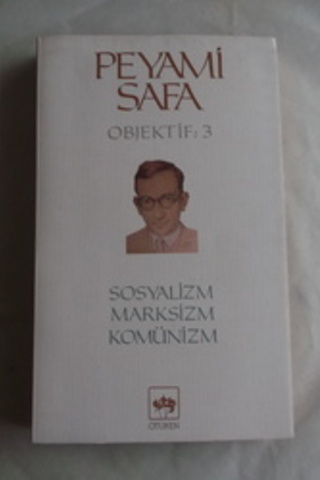 PEYAMİ
SAFA
OBJEKTİF: 3
SOSYALİZM
MARKSİZM
KOMÜNİZM
ÖTÜKEN